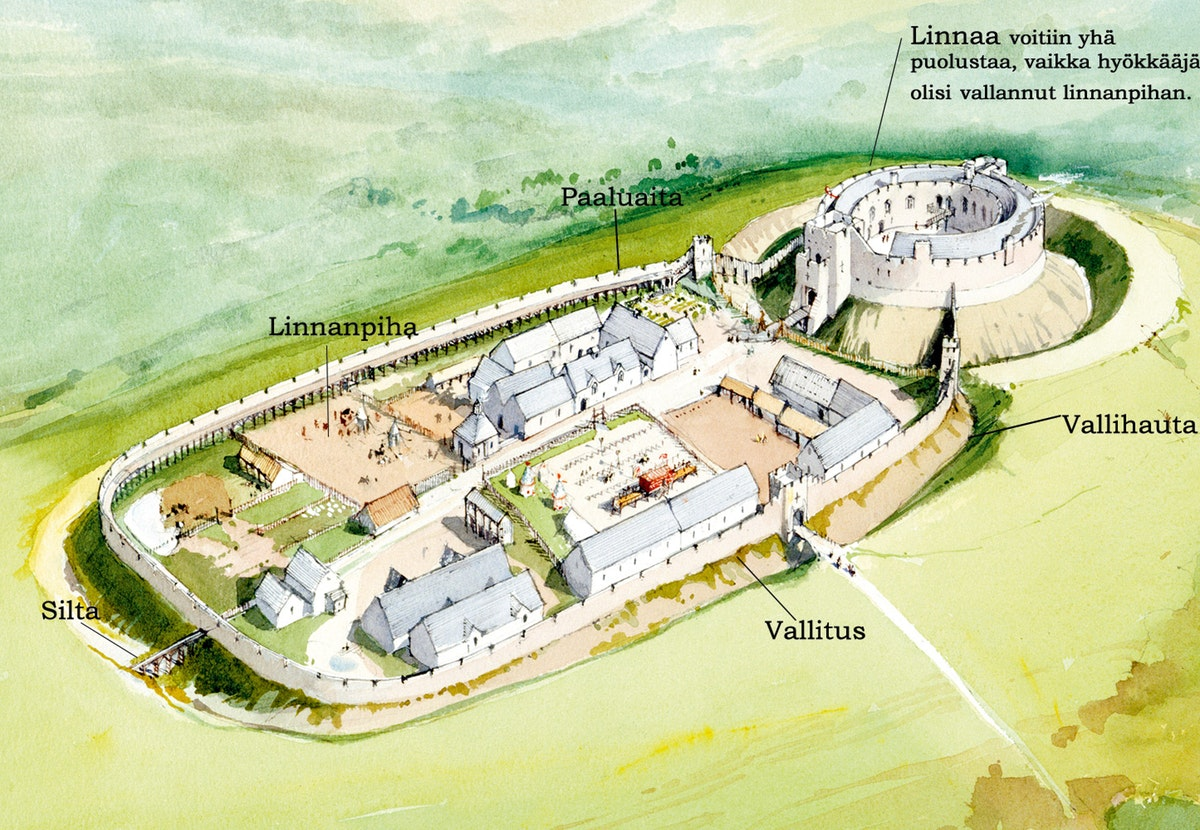 Linnaa voitiin yhä
puolustaa, vaikka hyökkääjä
olisi vallannut linnanpihan.
Paaluaita
Linnanpiha
Vallihauta
Silta
Vallitus